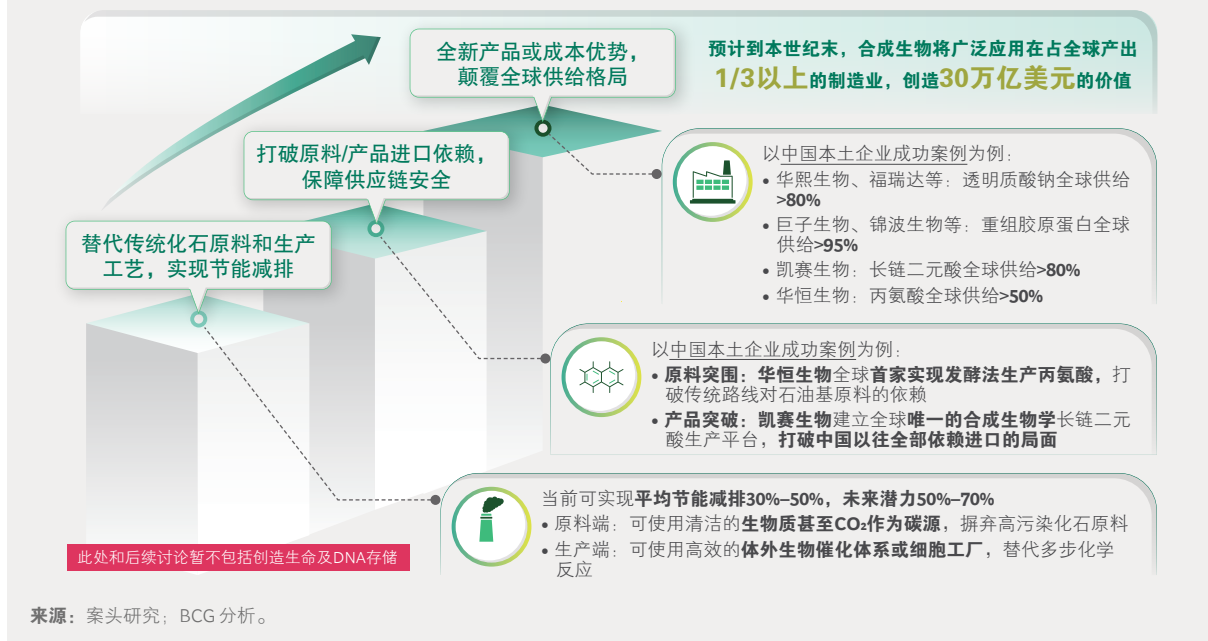 全新产品或成本优势，
颠覆全球供给格局
预计到本世纪末，合成生物将广泛应用在占全球产出
1/3以上的制造业，创造30万亿美元的价值
打破原料/产品进口依赖，
保障供应链安全
替代传统化石原料和生产
工艺，实现节能减排
以中国本土企业成功案例为例：
• 华熙生物、福瑞达等：透明质酸钠全球供给
>80%
• 巨子生物、锦波生物等：重组胶原蛋白全球
供给>95%
• 凯赛生物：长链二元酸全球供给>80%
• 华恒生物：丙氨酸全球供给>50%
以中国本土企业成功案例为例：
• 原料突围：华恒生物全球首家实现发酵法生产丙氨酸，打
破传统路线对石油基原料的依赖
• 产品突破：凯赛生物建立全球唯一的合成生物学长链二元
酸生产平台，打破中国以往全部依赖进口的局面
当前可实现平均节能减排30%–50%，未来潜力50%–70%
• 原料端：可使用清洁的生物质甚至CO₂作为碳源，摒弃高污染化石原料
• 生产端：可使用高效的体外生物催化体系或细胞工厂，替代多步化学
反应
此处和后续讨论暂不包括创造生命及DNA存储
来源：案头研究；BCG 分析。